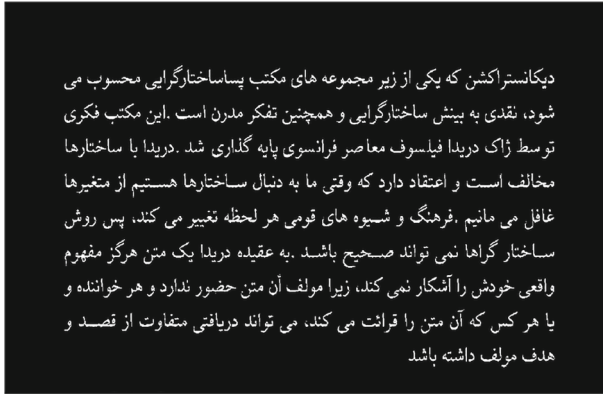 دیکانستراکشن که یکی از زیر مجموعه های مکتب پساساختارگرایی محسوب می
شود، نقدی به بینش ساختارگرایی و همچنین تفکر مدرن است .این مکتب فکری
توسط ژاک دریدا فیلسوف معاصر فرانسوی پایه گذاری شد .دریدا با ساختارها
مخالف است و اعتقاد دارد که وقتی ما به دنبال ساختارها هستیم از متغیرها
غافل می مانیم .فرهنگ و شیوه های قومی هر لحظه تغییر می کند، پس روش
ساختار گراها نمی تواند صحیح باشد .به عقیده دریدا یک متن هرگز مفهوم
واقعی خودش را آشکار نمی کند، زیرا مولف أن متن حضور ندارد و هر خواننده و
یا هر کس که آن متن را قرائت می کند، می تواند دریافتی متفاوت از قصد و
هدف مولف داشته باشد